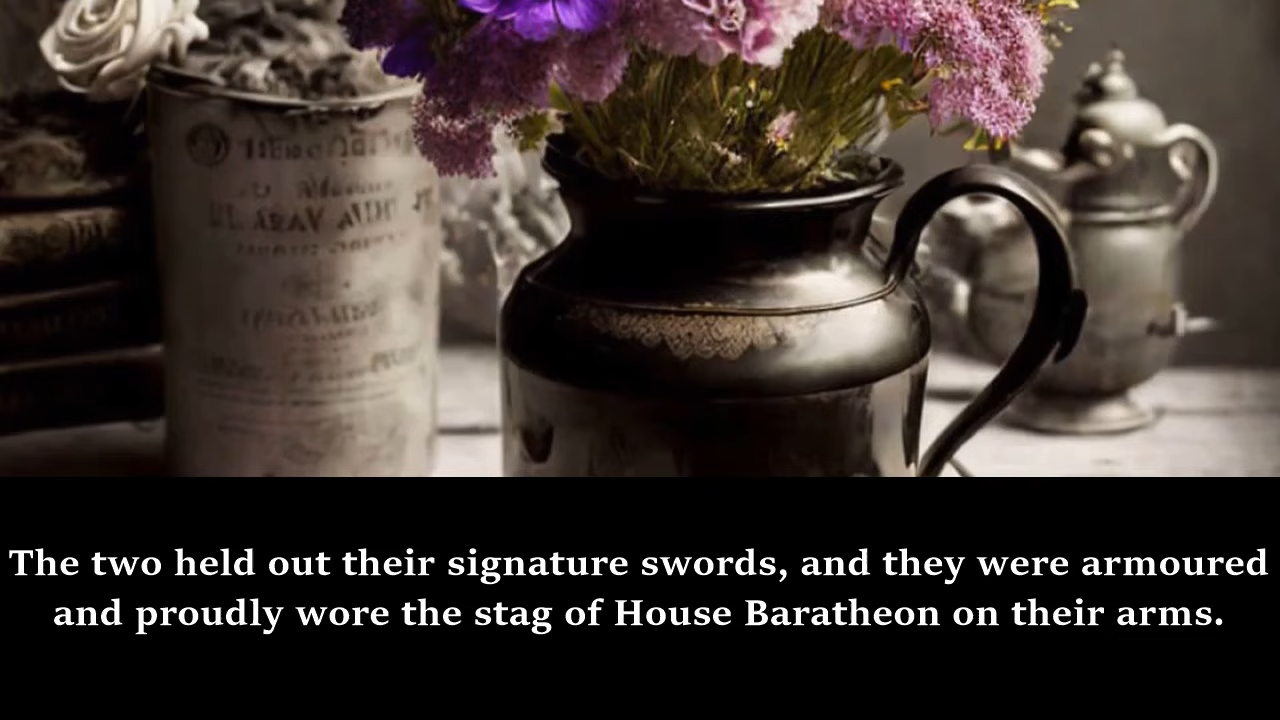 The two held out their signature swords, and they were armoured
and proudly wore the stag of House Baratheon on their arms.